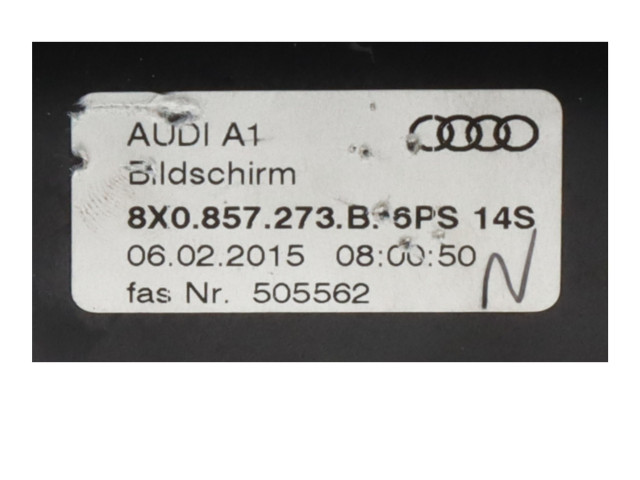 AUDI A1
Bildschirm
8X0.857.273.B. 6PS 14S
06.02.2015 08:00:50
fas Nr. 505562
N